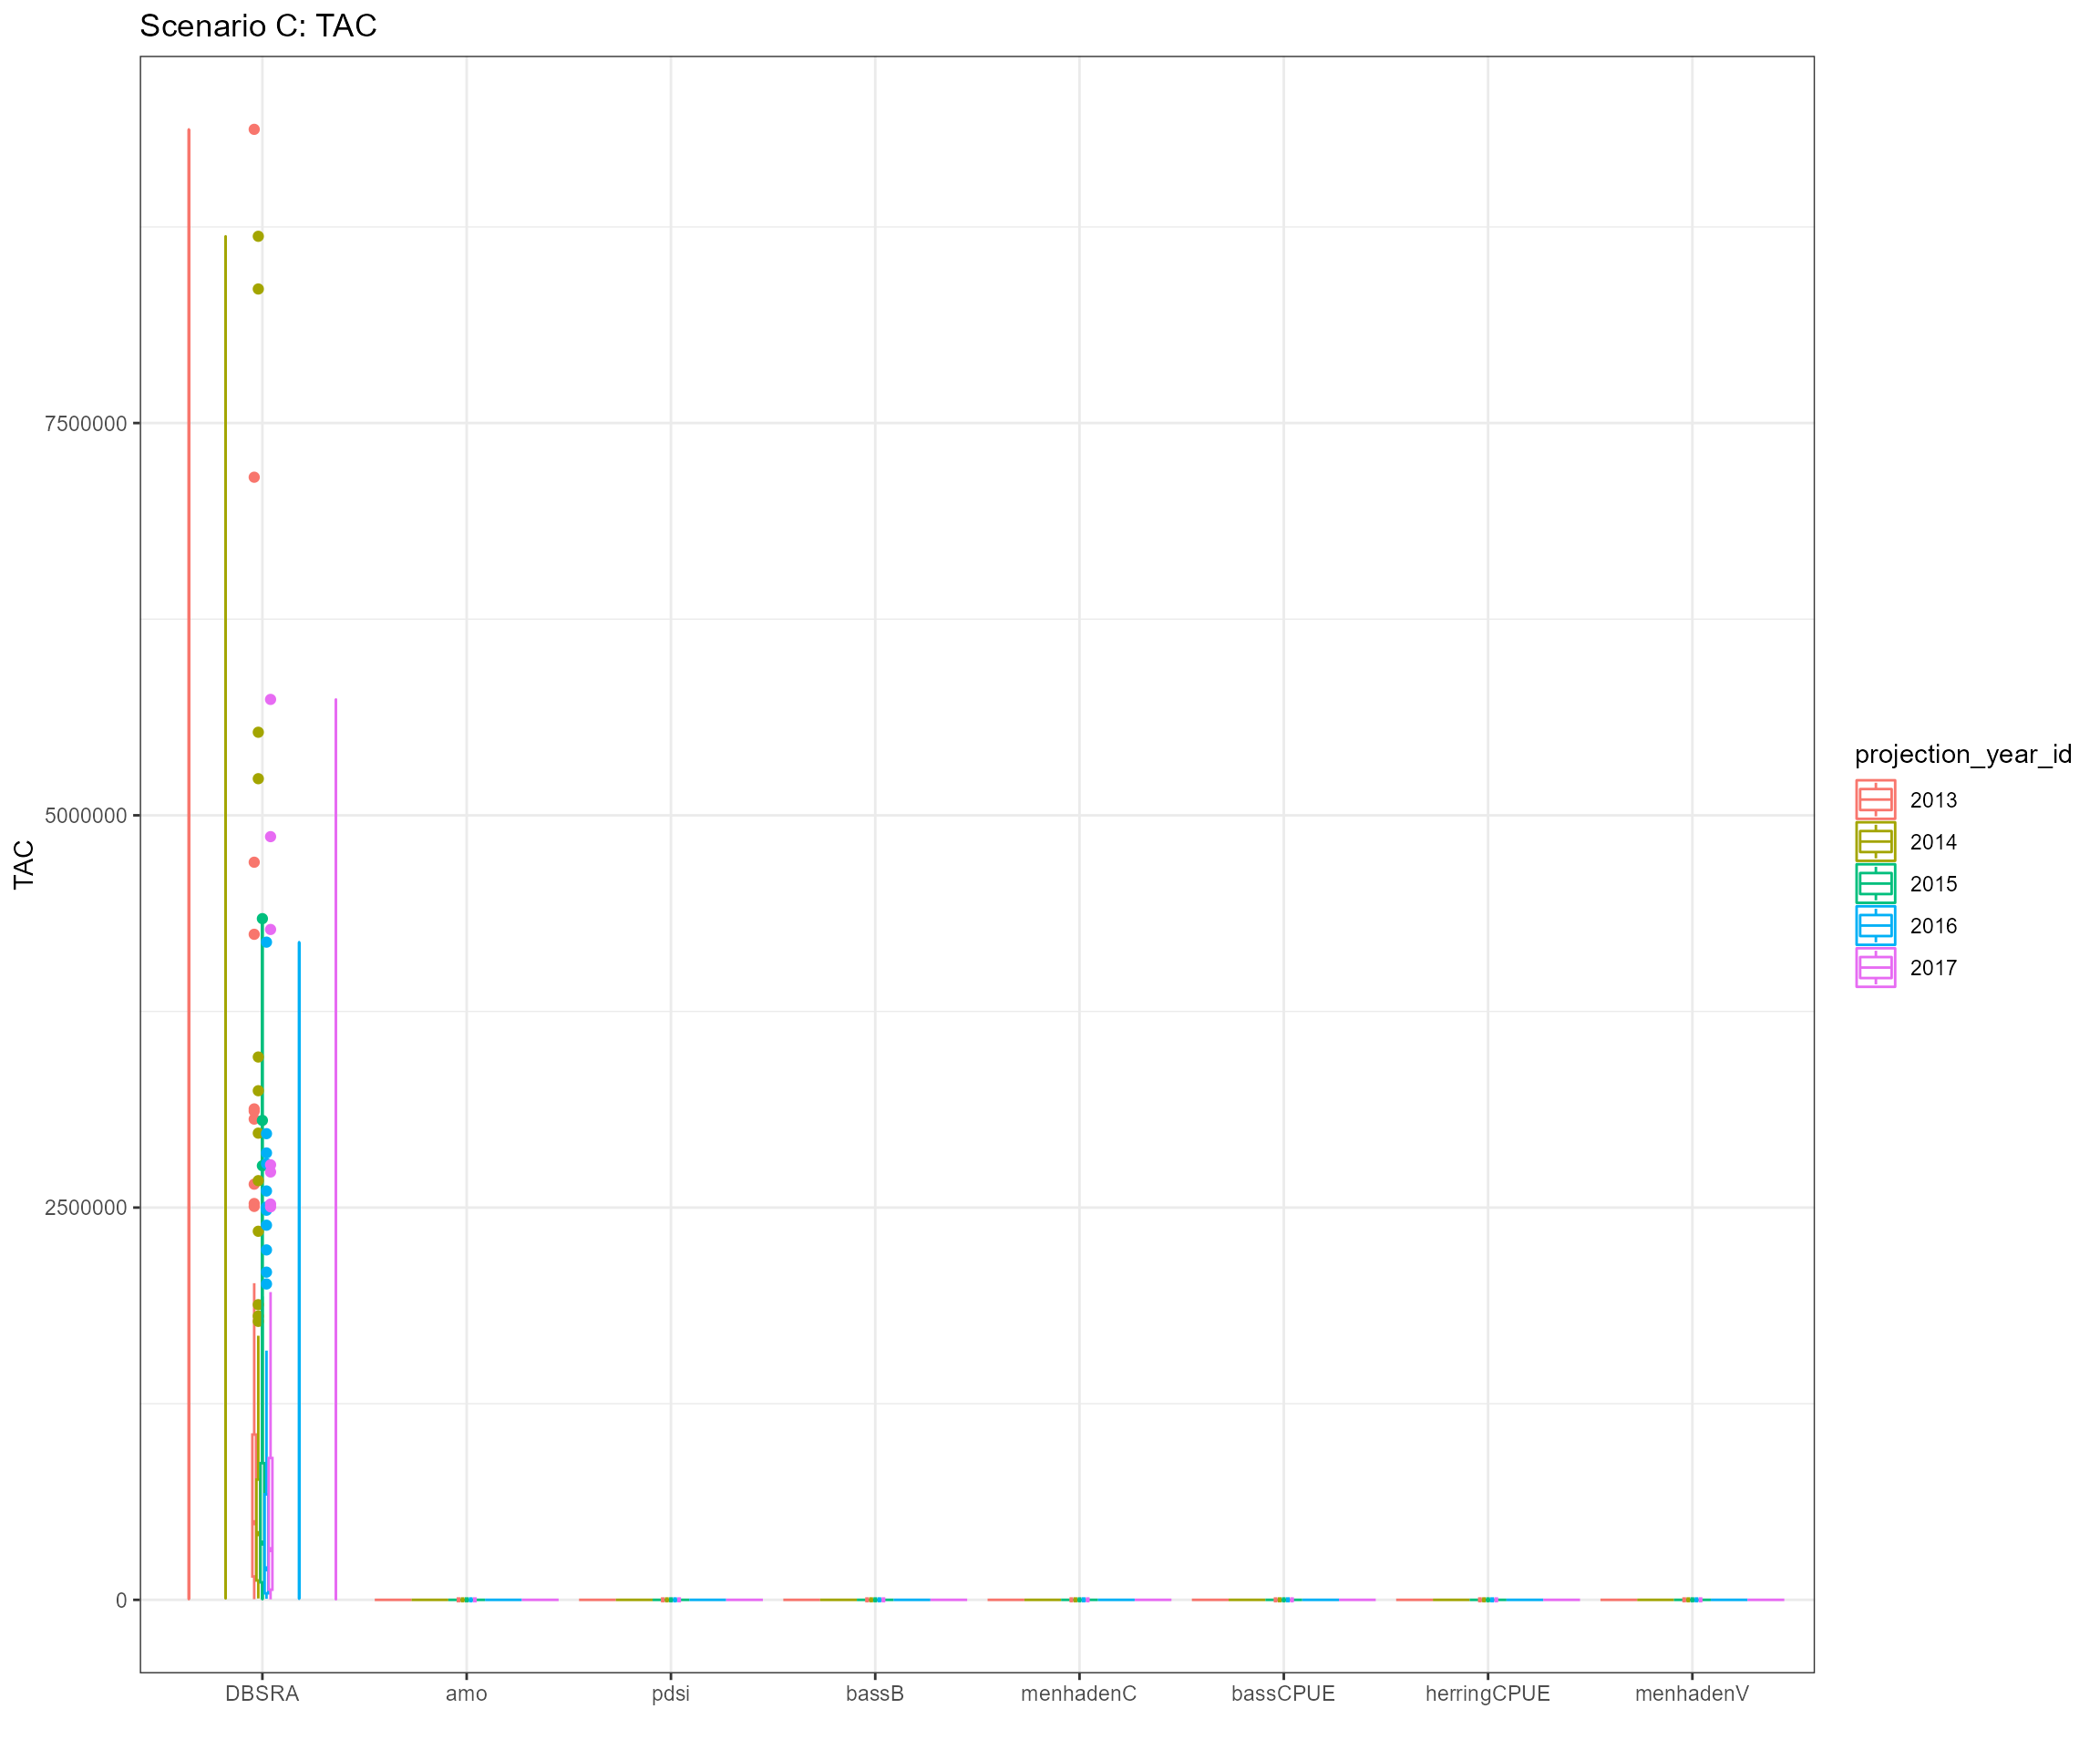 Scenario C: TAC
TAC
7500000
5000000
2500000
0
DBSRA amo pdsi bassB menhadenC bassCPUE herringCPUE menhadenV
projection_year_id
2013
2014
2015
2016
2017